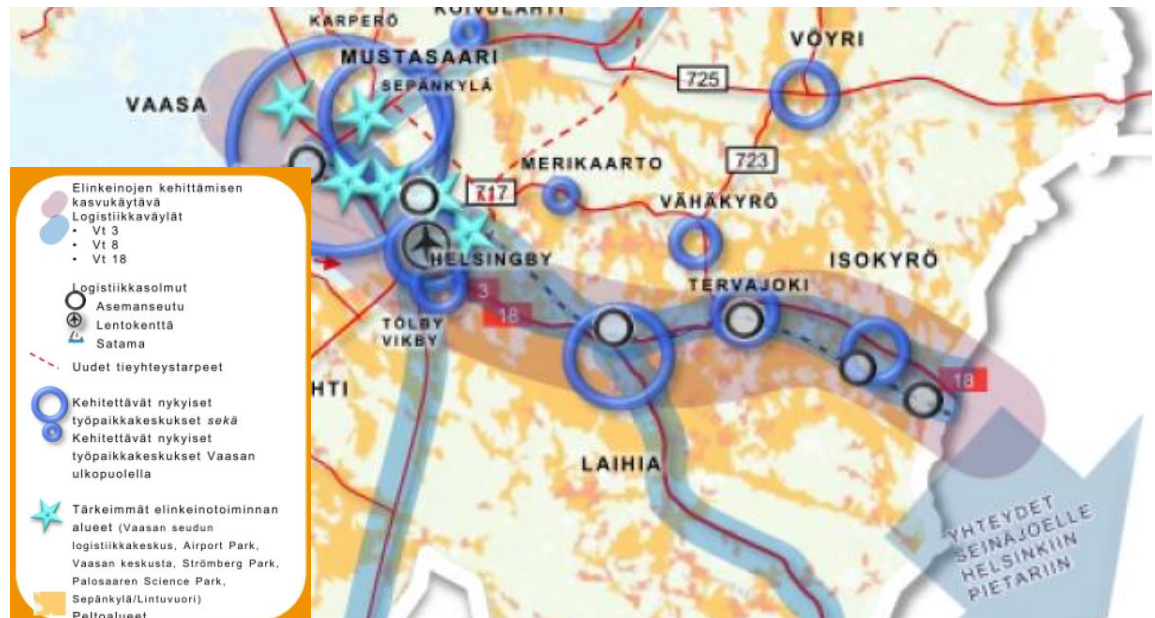 KARPERÖ
KOIVULAHTI
MUSTASAARI
SEPÄNKYLÄ
VÖYRI
725
VAASA
MERIKAARTO
723
717
VÄHÄKYRÖ
HELSINGBY
ISOKYRÖ
TERVAJOKI
3
18
TÖLBY
VIKBY
18
HTI
LAIHIA
YHTEYDET
SEINÄJOELLE
HELSINKIIN
PIETARIIN
Elinkeinojen kehittämisen
kasvukäytävä
Logistiikkaväylät
• Vt 3
• Vt 8
• Vt 18
Logistiikkasolmut
Asemanseutu
Lentokenttä
Satama
Uudet tieyhteystarpeet
Kehitettävät nykyiset
työpaikkakeskukset sekä
Kehitettävät nykyiset
työpaikkakeskukset Vaasan
ulkopuolella
Tärkeimmät elinkeinotoiminnan
alueet (Vaasan seudun
logistiikkakeskus, Airport Park,
Vaasan keskusta, Strömberg Park,
Palosaaren Science Park,
Sepänkylä/Lintuvuori)
Peltoalueet